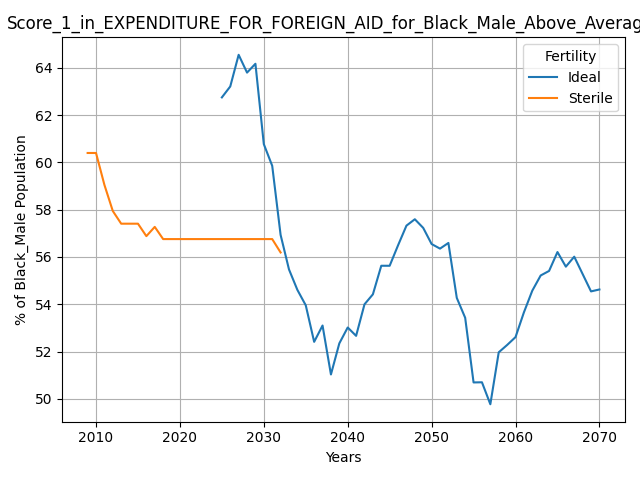 Score_1_in_EXPENDITURE_FOR_FOREIGN_AID_for_Black_Male_Above_Averag
Fertility
Ideal
Sterile
% of Black_Male Population
64
62
60
58
56
54
52
50
2010 2020 2030 2040 2050 2060 2070
Years